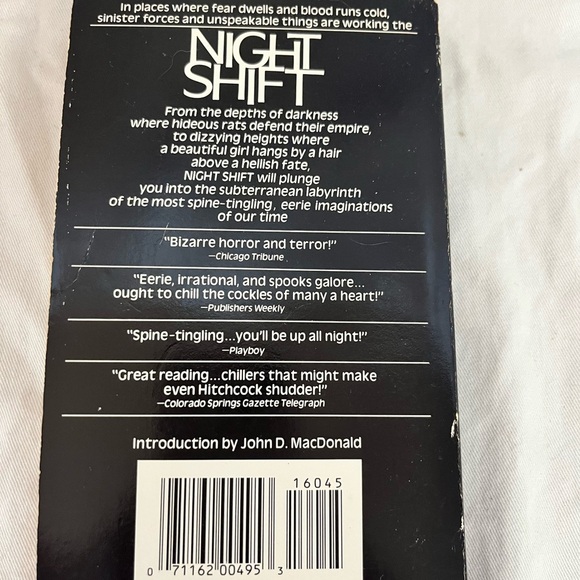 In places where fear dwells and blood runs cold,
sinister forces and unspeakable things are working the
NIGHT
SHIFT
From the depths of darkness
where hideous rats defend their empire,
to dizzying heights where
a beautiful girl hangs by a hair
above a hellish fate,
NIGHT SHIFT will plunge
you into the subterranean labyrinth
of the most spine-tingling, eerie imaginations
of our time
"Bizarre horror and terror!"
—Chicago Tribune
"Eerie, irrational, and spooks galore...
ought to chill the cockles of many a heart!"
—Publishers Weekly
"Spine-tingling...you'll be up all night!"
—Playboy
"Great reading...chillers that might make
even Hitchcock shudder!"
—Colorado Springs Gazette Telegraph
Introduction by John D. MacDonald
16045
0 71162 00495 3